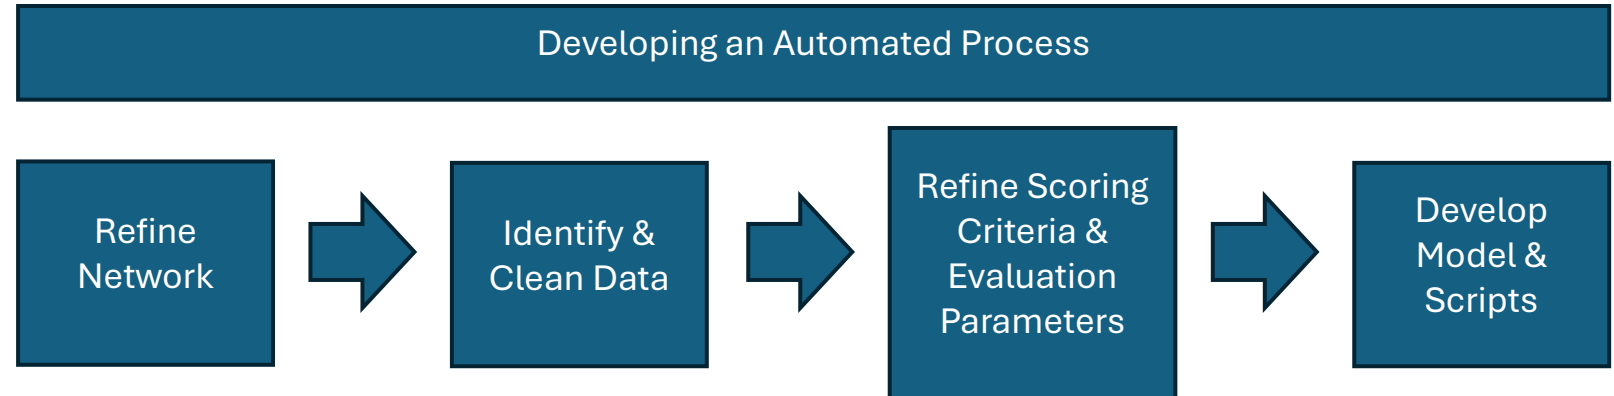 Developing an Automated Process
Refine
Network
Identify &
Clean Data
Refine Scoring
Criteria &
Evaluation
Parameters
Develop
Model &
Scripts